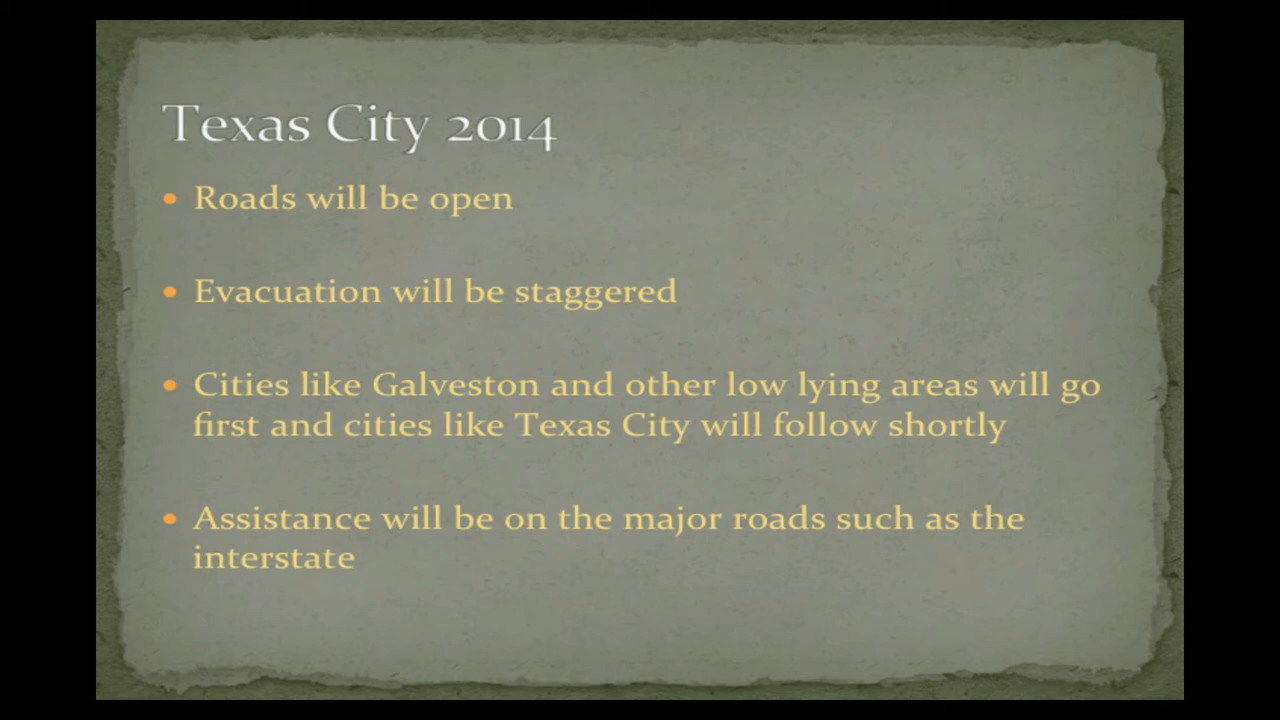 Texas City 2014
• Roads will be open
• Evacuation will be staggered
• Cities like Galveston and other low lying areas will go
first and cities like Texas City will follow shortly
• Assistance will be on the major roads such as the
interstate